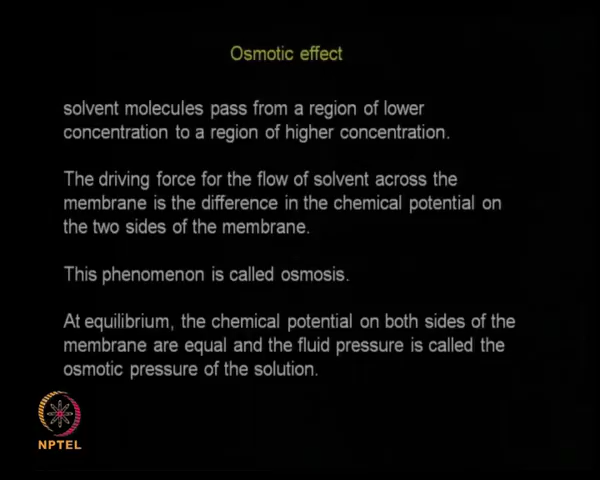 Osmotic effect
solvent molecules pass from a region of lower
concentration to a region of higher concentration.
The driving force for the flow of solvent across the
membrane is the difference in the chemical potential on
the two sides of the membrane.
This phenomenon is called osmosis.
At equilibrium, the chemical potential on both sides of the
membrane are equal and the fluid pressure is called the
osmotic pressure of the solution.
NPTEL